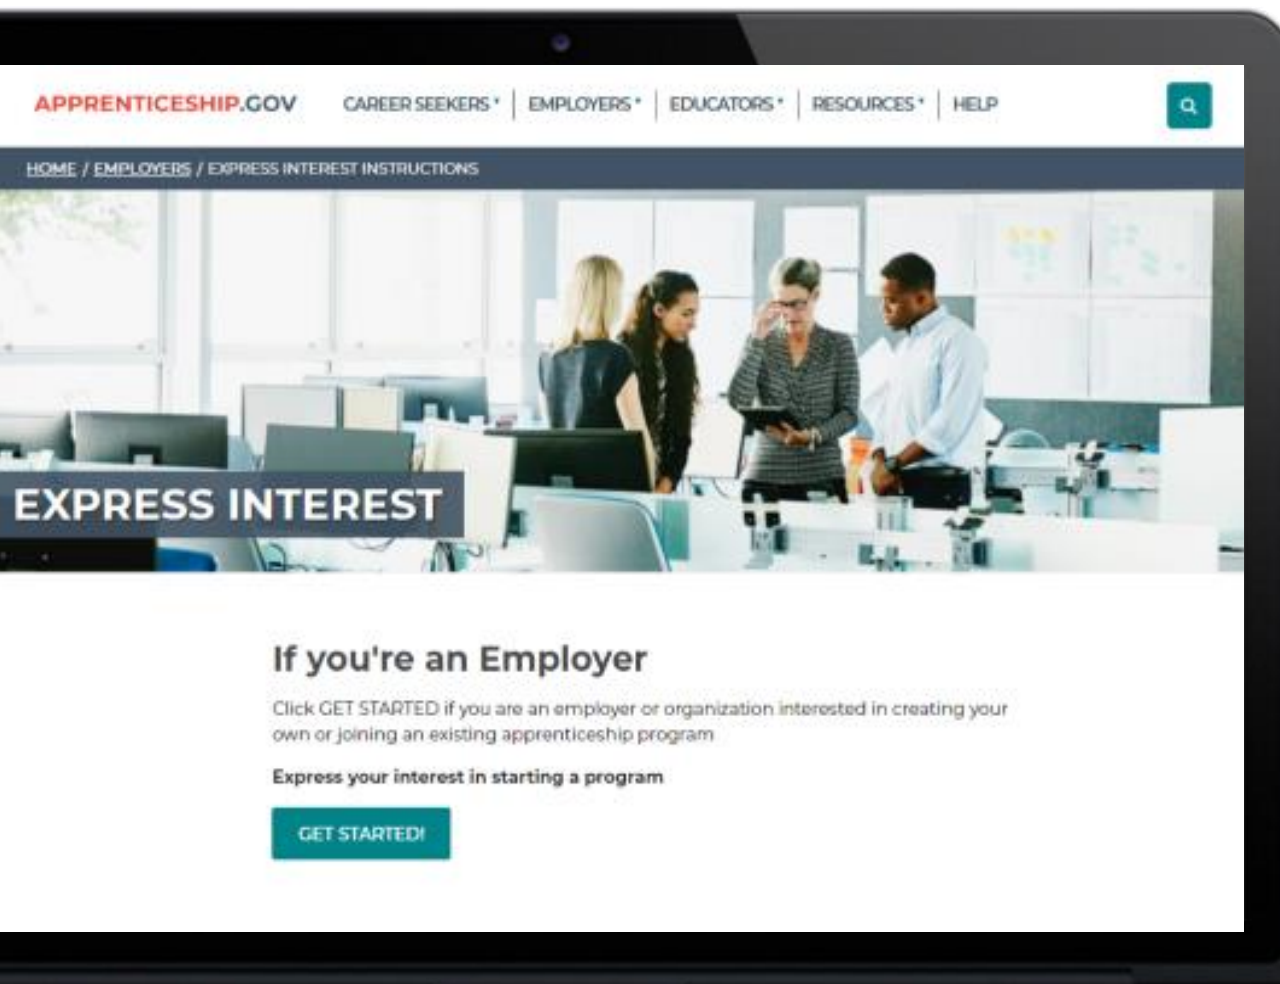 APPRENTICESHIP.GOV CAREER SEEKERS EMPLOYERS EDUCATORS RESOURCES HELP
HOME / EMPLOYERS / EXPRESS INTEREST INSTRUCTIONS
EXPRESS INTEREST
If you're an Employer
Click GET STARTED if you are an employer or organization interested in creating your
own or joining an existing apprenticeship program
Express your interest in starting a program
GET STARTED!